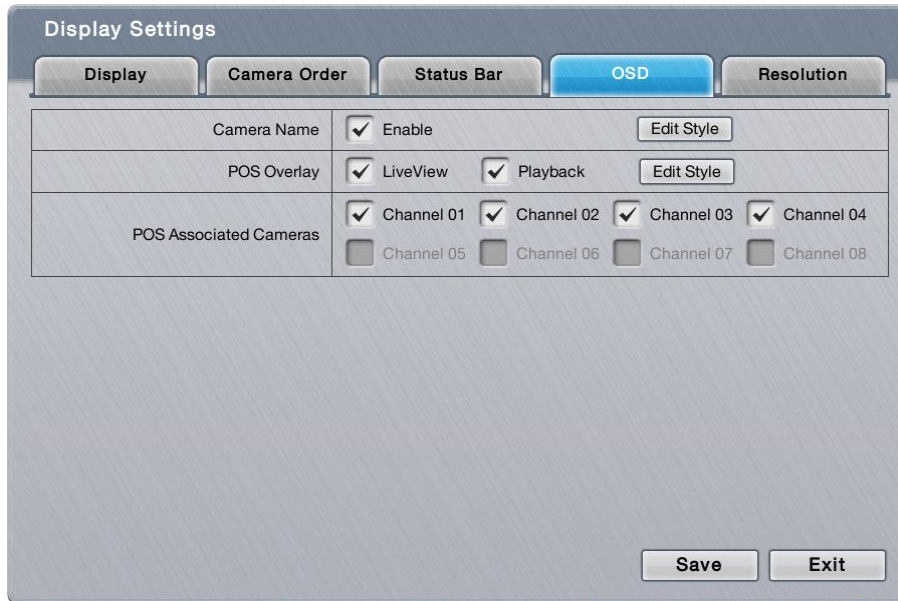 Display Settings
Display Camera Order Status Bar OSD Resolution
Camera Name Enable Edit Style
POS Overlay LiveView Playback Edit Style
POS Associated Cameras
Channel 01 Channel 02 Channel 03 Channel 04
Channel 05 Channel 06 Channel 07 Channel 08
Save Exit